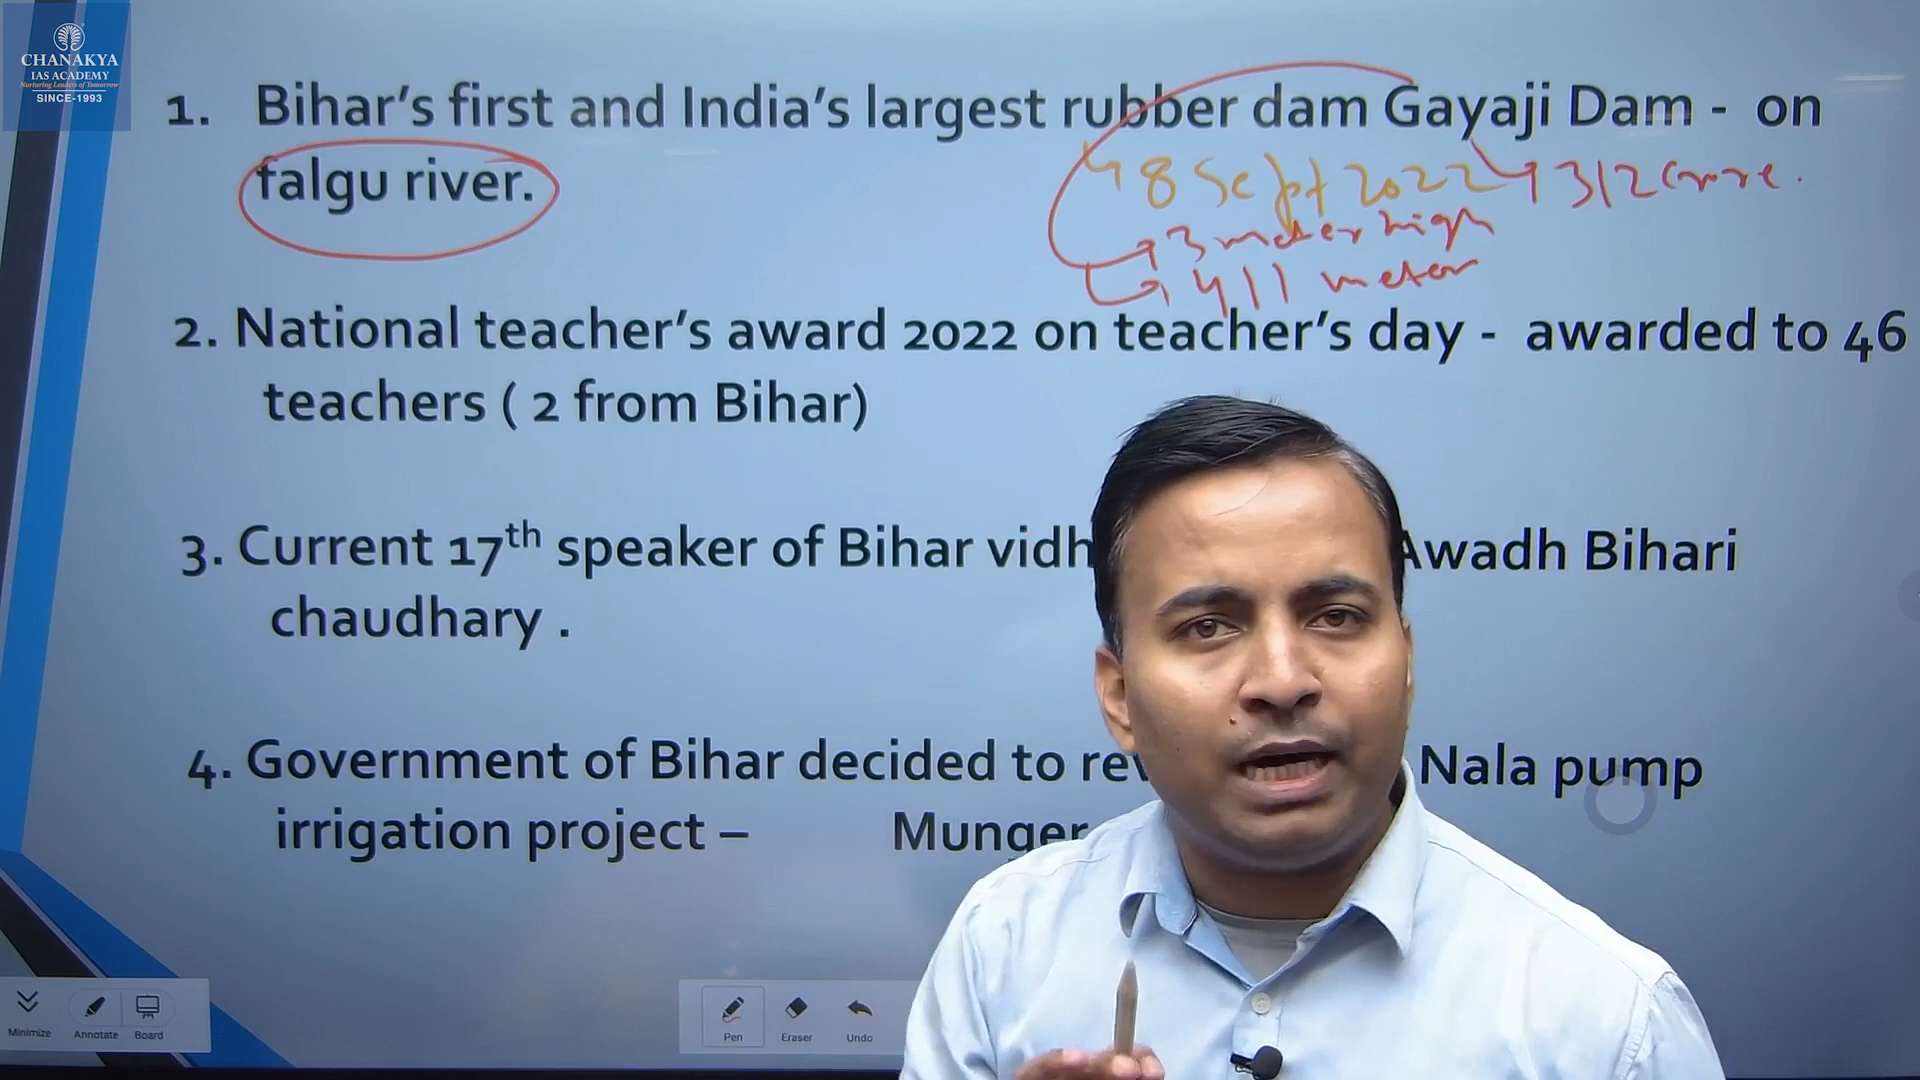 CHANAKYA
IAS ACADEMY
Nurturing Leaders of Tomorrow
SINCE-1993
1. Bihar's first and India's largest rubber dam Gayaji Dam - on
falgu river.
8 Sept 2022 312 crore.
3 meter high
411 meter
2. National teacher's award 2022 on teacher's day - awarded to 46
teachers ( 2 from Bihar)
3. Current 17th speaker of Bihar Awadh Bihari
chaudhary .
4. Government of Bihar decided to Nala pump
irrigation project – Munger
Minimize Annotate Board Pen Eraser Undo